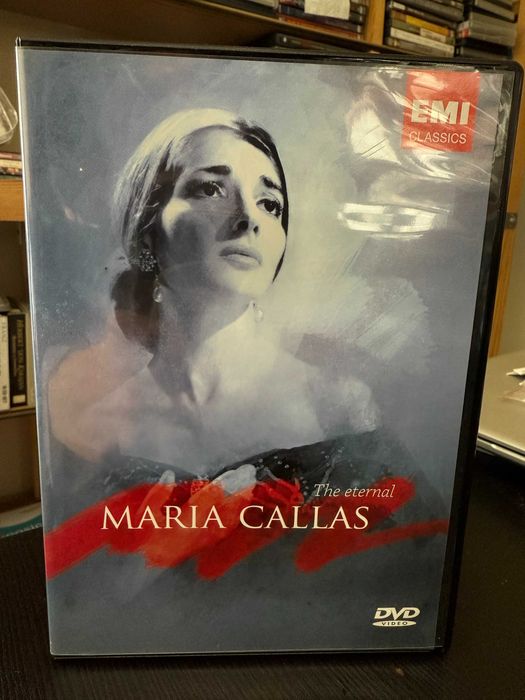 EMI
CLASSICS
The eternal
MARIA CALLAS
DVD
VIDEO